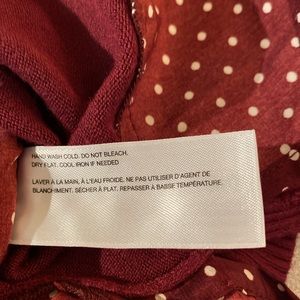 HAND WASH COLD. DO NOT BLEACH.
DRY FLAT. COOL IRON IF NEEDED
LAVER À LA MAIN, À L'EAU FROIDE. NE PAS UTILISER D'AGENT DE
BLANCHIMENT. SÉCHER À PLAT. REPASSER À BASSE TEMPÉRATURE.